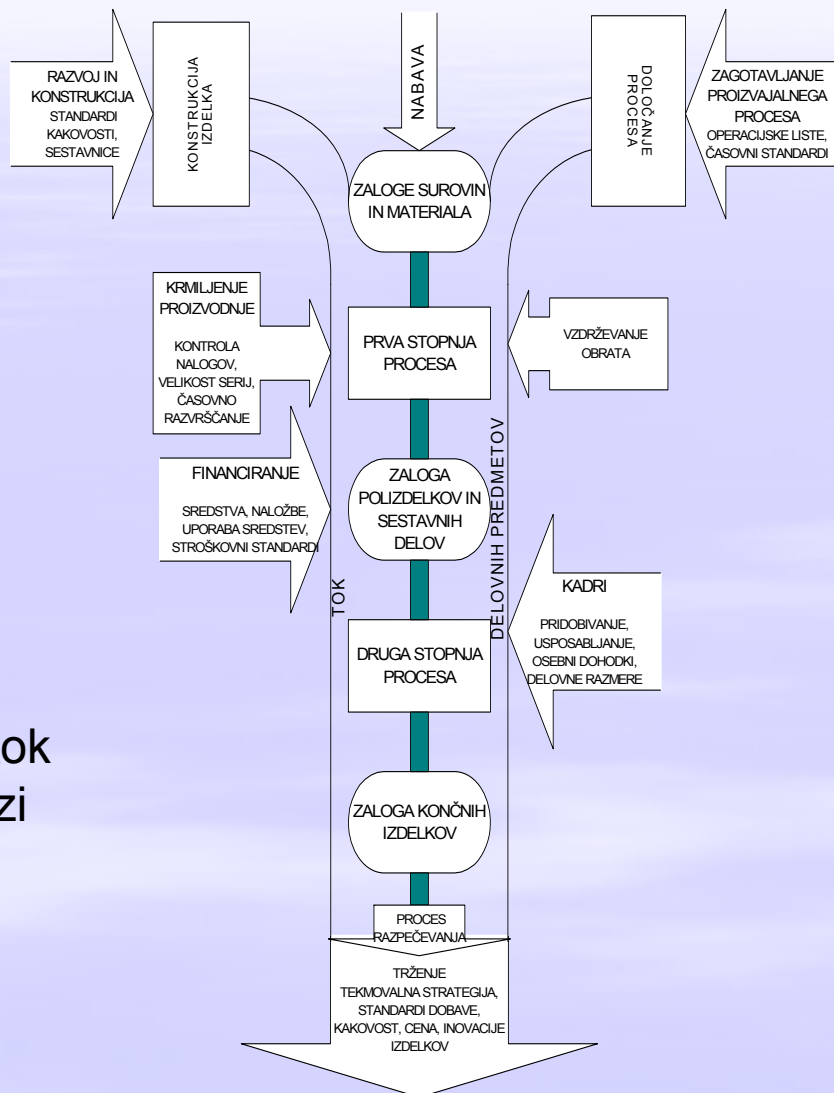 RAZVOJ IN
KONSTRUKCIJA
STANDARDI
KAKOVOSTI,
SESTAVNICE
KONSTRUKCIJA
IZDELKA
NABAVA
DOLOČANJE
PROCESA
ZAGOTAVLJANJE
PROIZVAJALNEGA
PROCESA
OPERACIJSKE LISTE,
ČASOVNI STANDARDI
ZALOGE SUROVIN
IN MATERIALA
KRMILJENJE
PROIZVODNJE
KONTROLA
NALOGOV,
VELIKOST SERIJ,
ČASOVNO
RAZVRŠČANJE
PRVA STOPNJA
PROCESA
VZDRŽEVANJE
OBRATA
FINANCIRANJE
SREDSTVA, NALOŽBE,
UPORABA SREDSTEV,
STROŠKOVNI STANDARDI
ZALOGA
POLIZDELKOV IN
SESTAVNIH
DELOV
TOK
DELOVNIH PREDMETOV
KADRI
PRIDOBIVANJE,
USPOSABLJANJE,
OSEBNI DOHODKI,
DELOVNE RAZMERE
DRUGA STOPNJA
PROCESA
ok
zi
ZALOGA KONČNIH
IZDELKOV
PROCES
RAZPEČEVANJA
TRŽENJE
TEKMOVALNA STRATEGIJA,
STANDARDI DOBAVE,
KAKOVOST, CENA, INOVACIJE
IZDELKOV